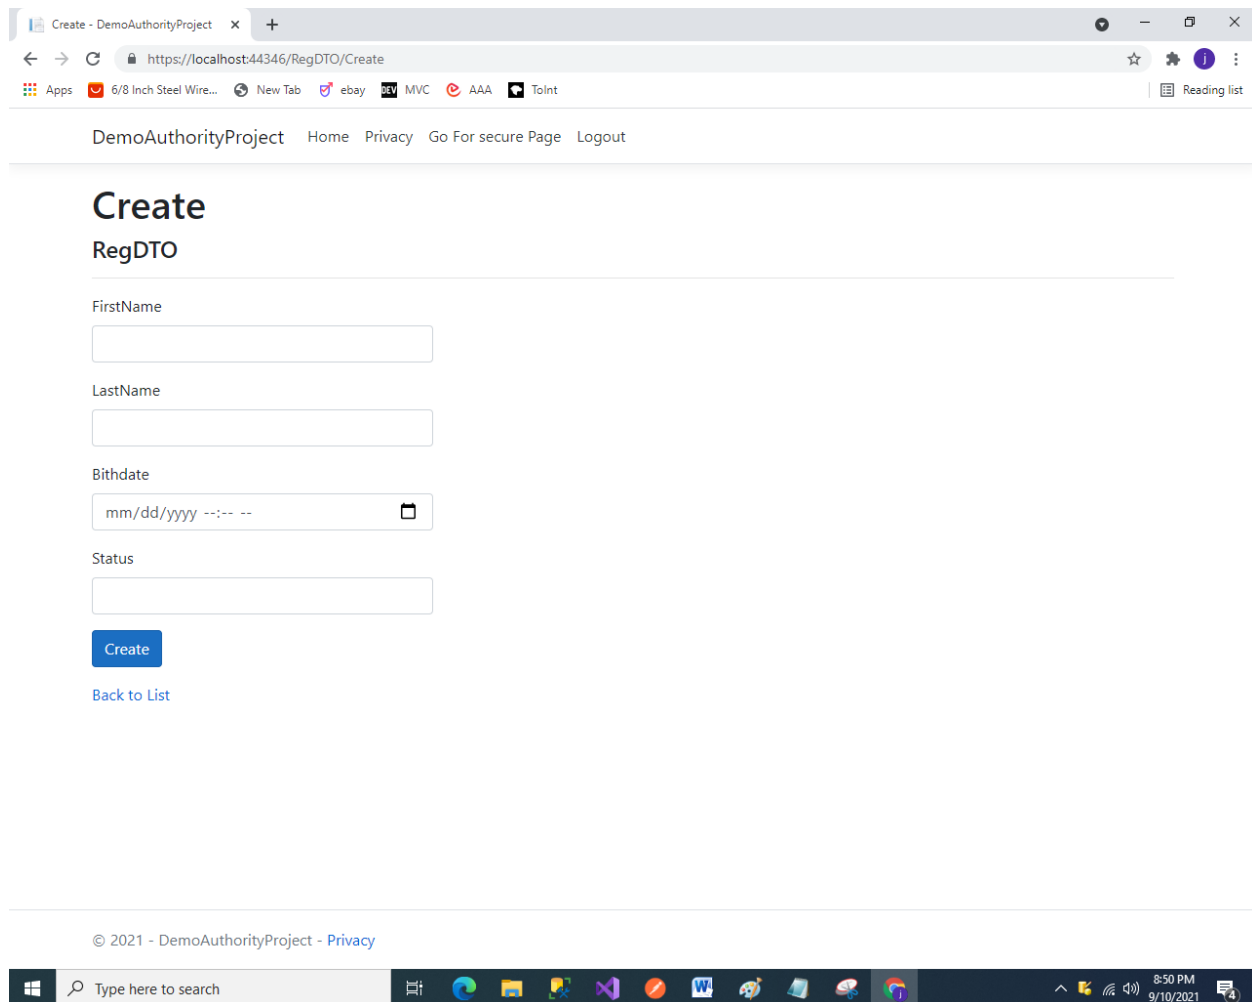 Create - DemoAuthorityProject
https://localhost:44346/RegDTO/Create
j
Apps 6/8 Inch Steel Wire... New Tab ebay DEV MVC AAA ToInt Reading list
DemoAuthorityProject Home Privacy Go For secure Page Logout
Create
RegDTO
FirstName
LastName
Bithdate
mm/dd/yyyy --:-- --
Status
Create
Back to List
© 2021 - DemoAuthorityProject - Privacy
Type here to search
8:50 PM
9/10/2021
4